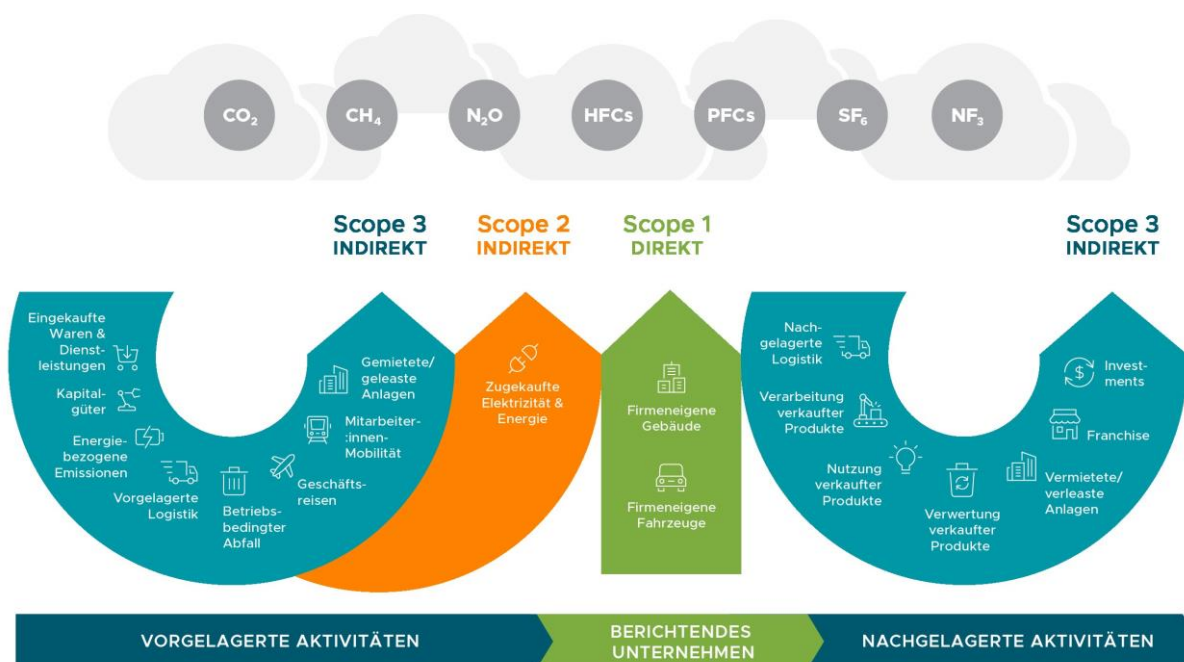 CO₂
CH₄
N₂O
HFCs
PFCs
SF₆
NF₃
Scope 3
INDIREKT
Scope 2
INDIREKT
Scope 1
DIREKT
Scope 3
INDIREKT
Eingekaufte
Waren &
Dienst-
leistungen
Kapital-
güter
Energie-
bezogene
Emissionen
Vorgelagerte
Logistik
Betriebs-
bedingter
Abfall
Geschäfts-
reisen
Mitarbeiter-
:innen-
Mobilität
Gemietete/
geleaste
Anlagen
Zugekaufte
Elektrizität &
Energie
Firmeneigene
Gebäude
Firmeneigene
Fahrzeuge
Nach-
gelagerte
Logistik
Verarbeitung
verkaufter
Produkte
Nutzung
verkaufter
Produkte
Verwertung
verkaufter
Produkte
Vermietete/
verleaste
Anlagen
Franchise
$
Invest-
ments
VORGELAGERTE AKTIVITÄTEN
BERICHTENDES
UNTERNEHMEN
NACHGELAGERTE AKTIVITÄTEN